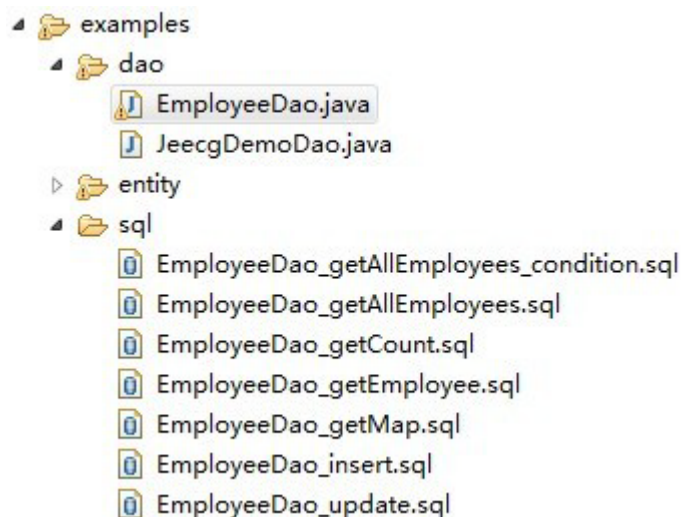 examples
dao
EmployeeDao.java
JeecgDemoDao.java
entity
sql
EmployeeDao_getAllEmployees_condition.sql
EmployeeDao_getAllEmployees.sql
EmployeeDao_getCount.sql
EmployeeDao_getEmployee.sql
EmployeeDao_getMap.sql
EmployeeDao_insert.sql
EmployeeDao_update.sql